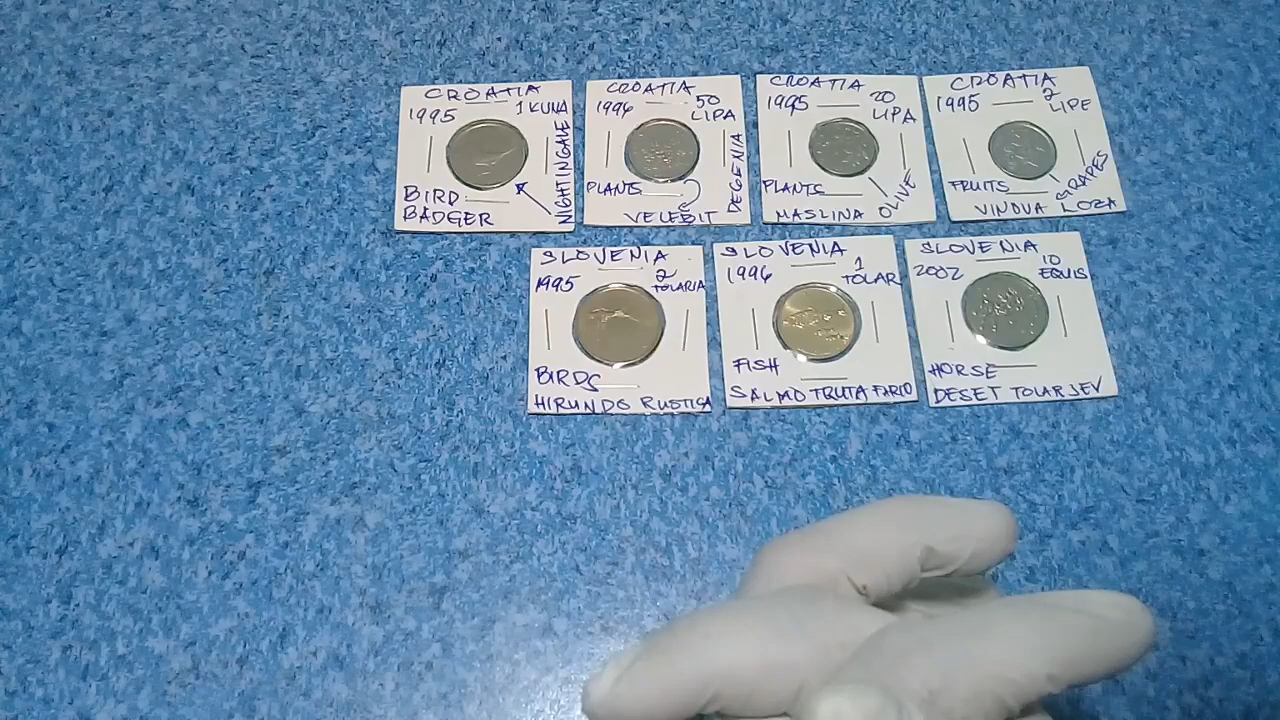 CROATIA
1995 1 KUNA
NIGHTINGALE
BIRD
BADGER
CROATIA
1996 50
LIPA
DEGENIA
PLANTS
VELEBIT
CROATIA
1995 20
LIPA
PLANTS
OLIVE
MASLINA
CROATIA
1995 2
LIPE
FRUITS
GRAPES
VINOVA LOZA
SLOVENIA
1995 2
TOLARJA
BIRDS
HIRUNDO RUSTICA
SLOVENIA
1996 1
TOLAR
FISH
SALMO TRUTA FARIO
SLOVENIA
2002 10
EQUIS
HORSE
DESET TOLARJEV